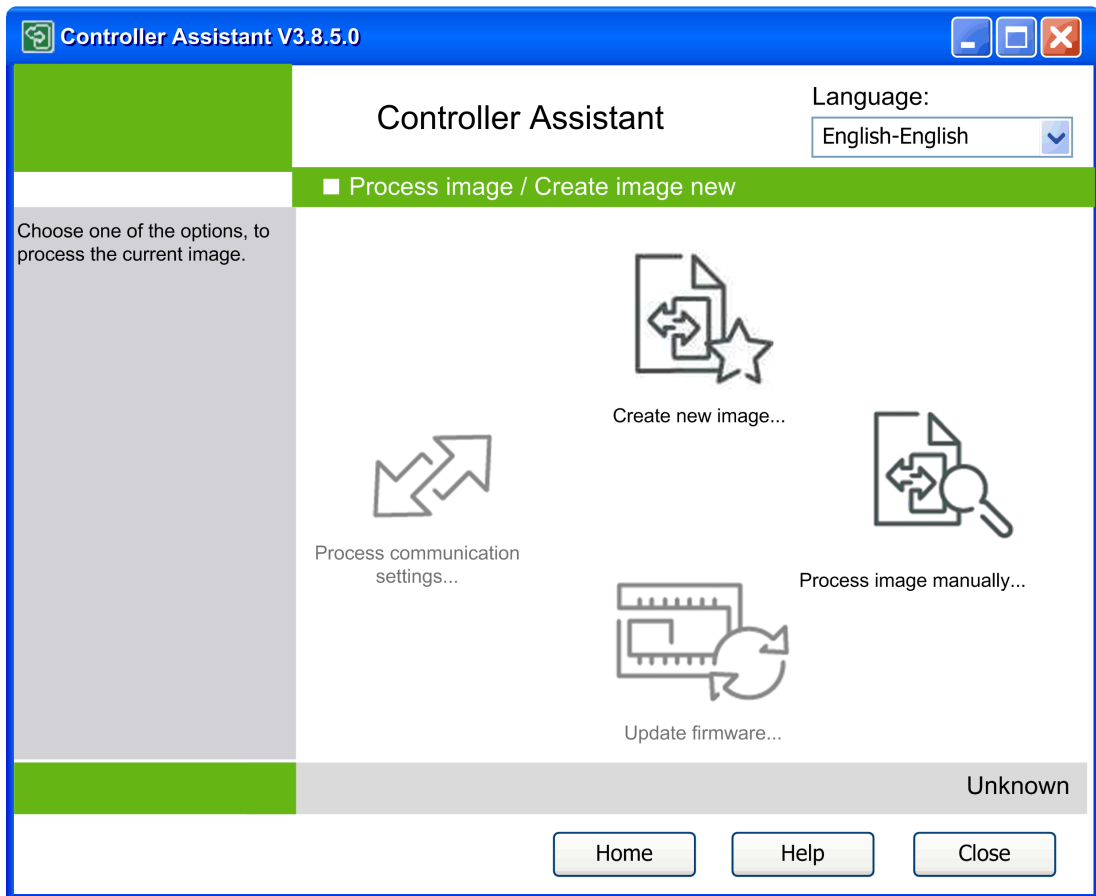 Controller Assistant V3.8.5.0
Controller Assistant
Language:
English-English
Process image / Create image new
Choose one of the options, to
process the current image.
Create new image...
Process communication
settings...
Process image manually...
Update firmware...
Unknown
Home
Help
Close